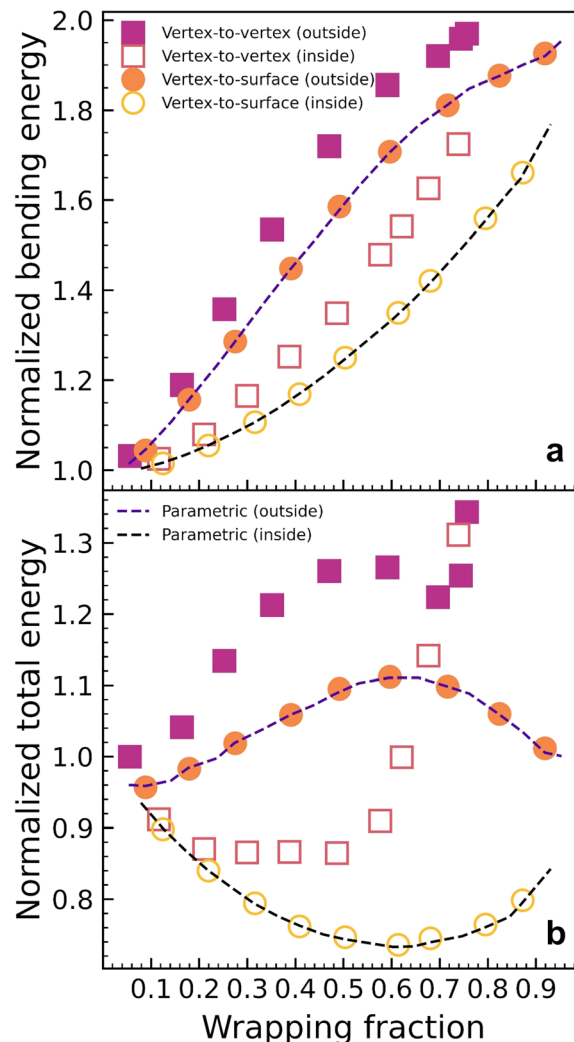 2.0
1.8
1.6
1.4
1.2
1.0
Normalized bending energy
Vertex-to-vertex (outside)
Vertex-to-vertex (inside)
Vertex-to-surface (outside)
Vertex-to-surface (inside)
a
1.3
1.2
1.1
1.0
0.9
0.8
Normalized total energy
Parametric (outside)
Parametric (inside)
b
0.1 0.2 0.3 0.4 0.5 0.6 0.7 0.8 0.9
Wrapping fraction